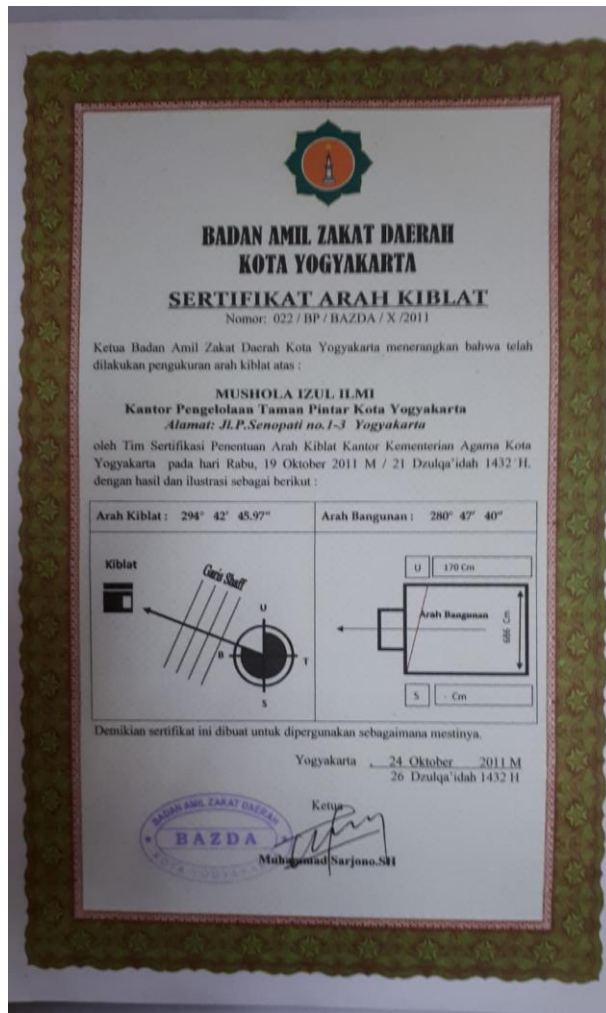 BADAN AMIL ZAKAT DAERAH
KOTA YOGYAKARTA
SERTIFIKAT ARAH KIBLAT
Nomor: 022 / BP / BAZDA / X /2011
Ketua Badan Amil Zakat Daerah Kota Yogyakarta menerangkan bahwa telah
dilakukan pengukuran arah kiblat atas :
MUSHOLA IZUL ILMI
Kantor Pengelolaan Taman Pintar Kota Yogyakarta
Alamat: Jl.P.Senopati no.1-3 Yogyakarta
oleh Tim Sertifikasi Penentuan Arah Kiblat Kantor Kementerian Agama Kota
Yogyakarta pada hari Rabu, 19 Oktober 2011 M / 21 Dzulqa'idah 1432 H.
dengan hasil dan ilustrasi sebagai berikut :
Arah Kiblat : 294° 42' 45.97"
Arah Bangunan : 280° 47' 40"
Kiblat
Garis Shaff
U
B
T
S
U 170 Cm
Arah Bangunan
686 Cm
S - Cm
Demikian sertifikat ini dibuat untuk dipergunakan sebagaimana mestinya.
Yogyakarta , 24 Oktober 2011 M
26 Dzulqa'idah 1432 H
Ketua
BADAN AMIL ZAKAT DAERAH
BAZDA
KOTA YOGYAKARTA
Muhammad Sarjono.SH